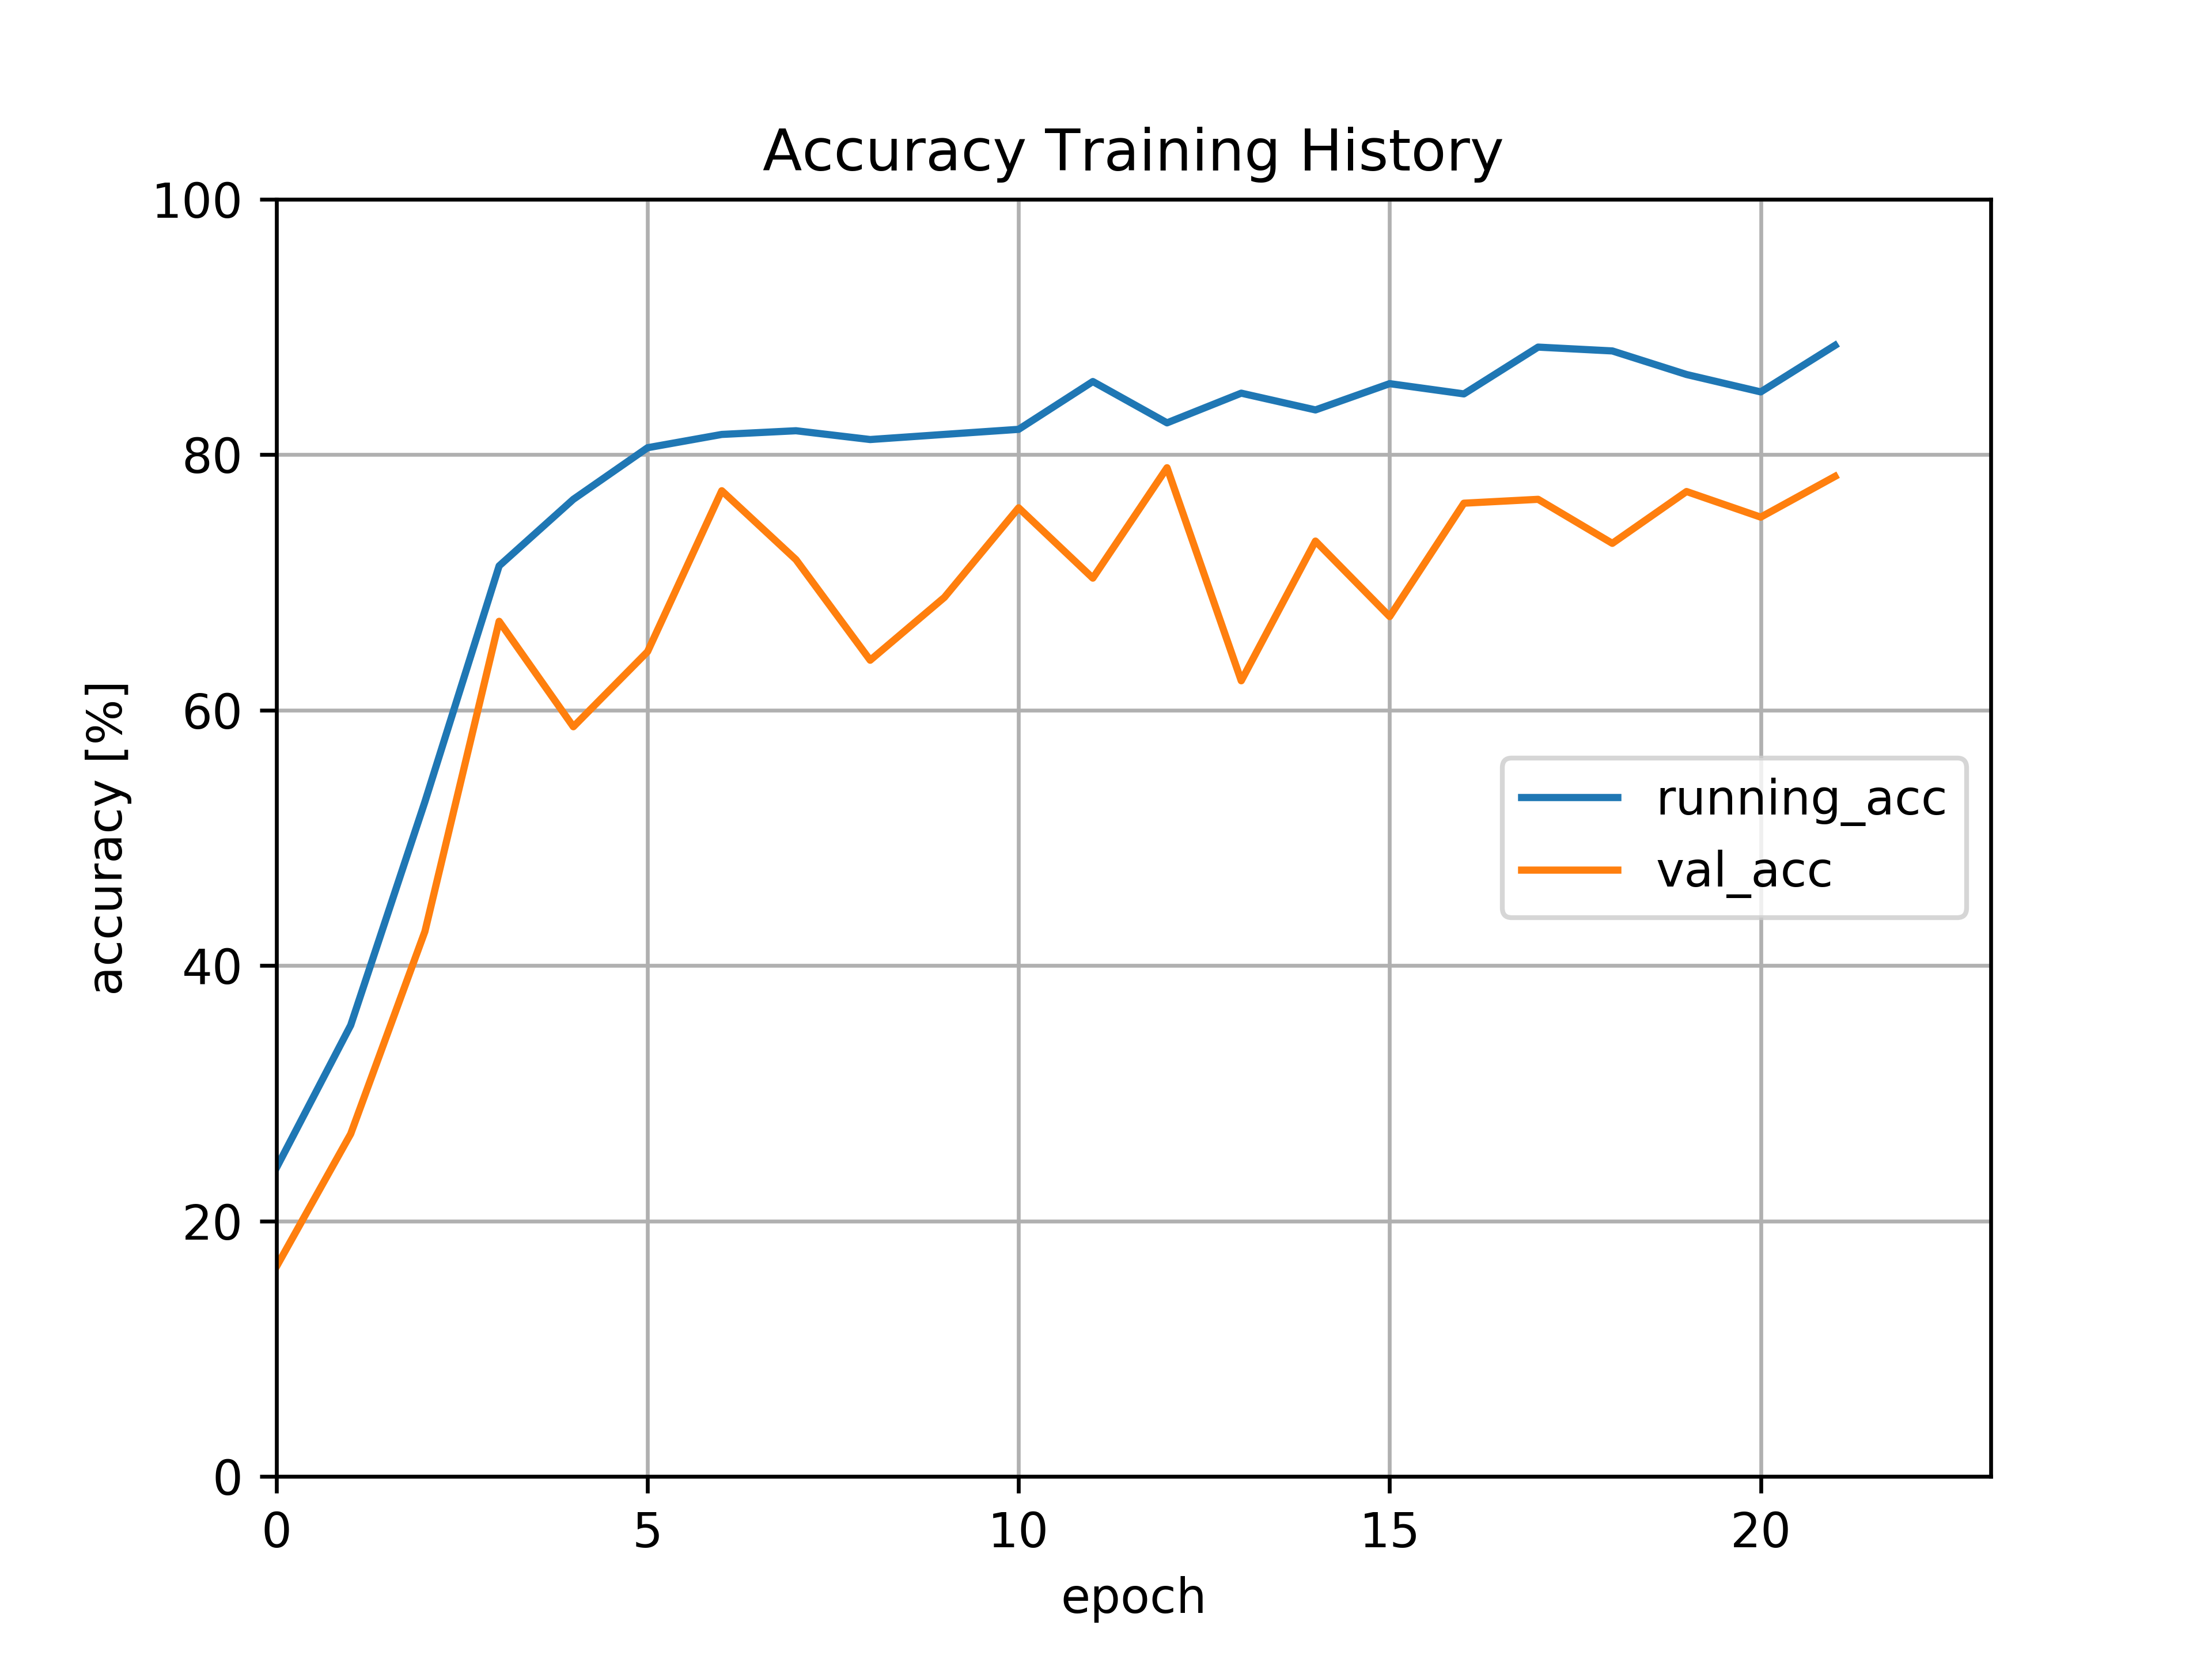 Accuracy Training History
100
80
60
40
20
0
accuracy [%]
running_acc
val_acc
0 5 10 15 20
epoch